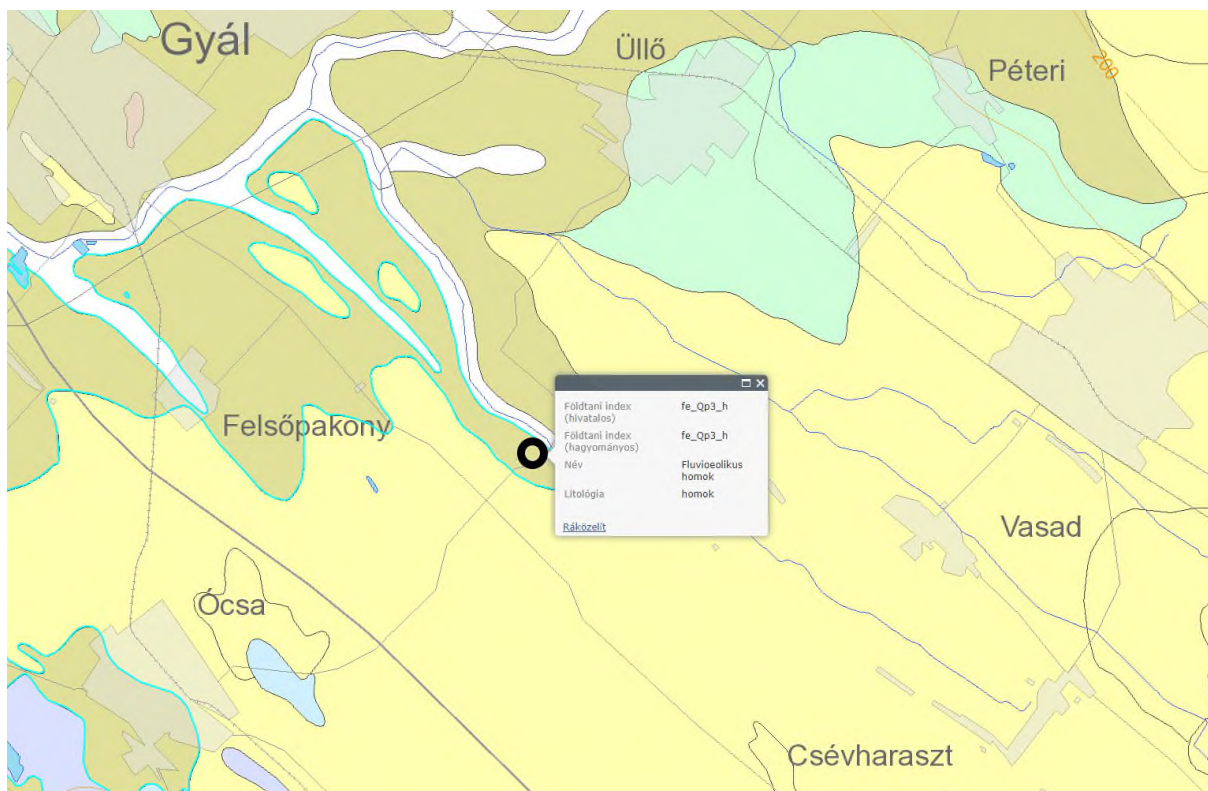 Gyál
Üllő
Péteri
200
Felsőpakony
Földtani index
(hivatalos)
fe_Qp3_h
Földtani index
(hagyományos)
fe_Qp3_h
Név
Fluvioeolikus
homok
Litológia
homok
Ráközelít
Vasad
Ócsa
Csévharaszt